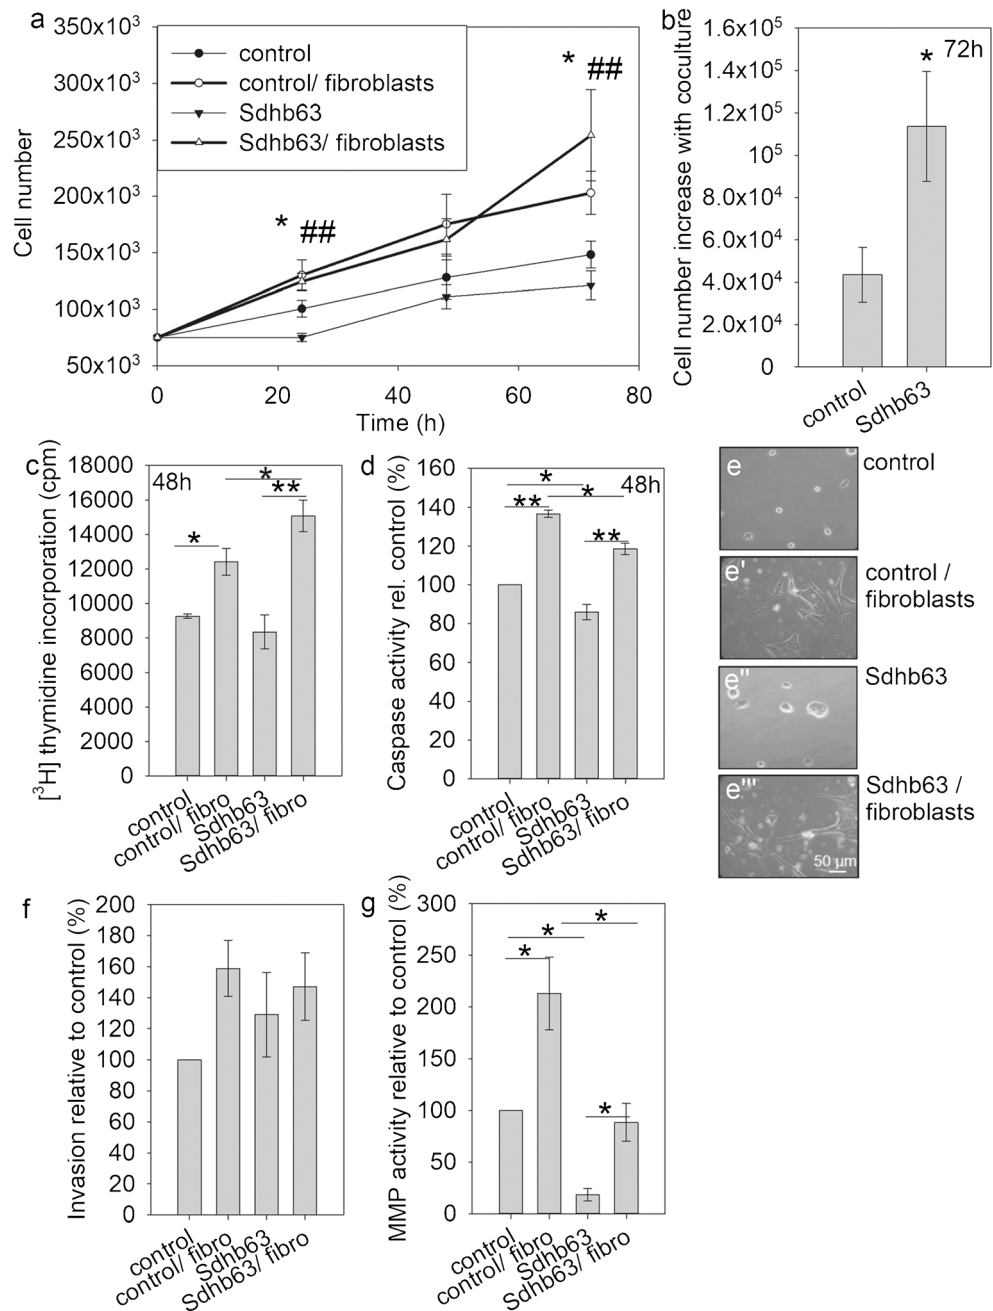 a
350x10³
300x10³
250x10³
200x10³
150x10³
100x10³
50x10³
Cell number
control
control/ fibroblasts
Sdhb63
Sdhb63/ fibroblasts
* ##
* ##
0 20 40 60 80
Time (h)
b
1.6x10⁵
1.4x10⁵
1.2x10⁵
10⁵
8.0x10⁴
6.0x10⁴
4.0x10⁴
2.0x10⁴
0
Cell number increase with coculture
* 72h
control
Sdhb63
c
18000
16000
14000
12000
10000
8000
6000
4000
2000
0
[³H] thymidine incorporation (cpm)
48h
*
*
**
control
control/ fibro
Sdhb63
Sdhb63/ fibro
d
160
140
120
100
80
60
40
20
0
Caspase activity rel. control (%)
48h
*
*
**
**
control
control/ fibro
Sdhb63
Sdhb63/ fibro
e
control
e'
control /
fibroblasts
e''
Sdhb63
e'''
Sdhb63 /
fibroblasts
50 µm
f
200
180
160
140
120
100
80
60
40
20
0
Invasion relative to control (%)
control
control/ fibro
Sdhb63
Sdhb63/ fibro
g
300
250
200
150
100
50
0
MMP activity relative to control (%)
*
*
*
*
control
control/ fibro
Sdhb63
Sdhb63/ fibro